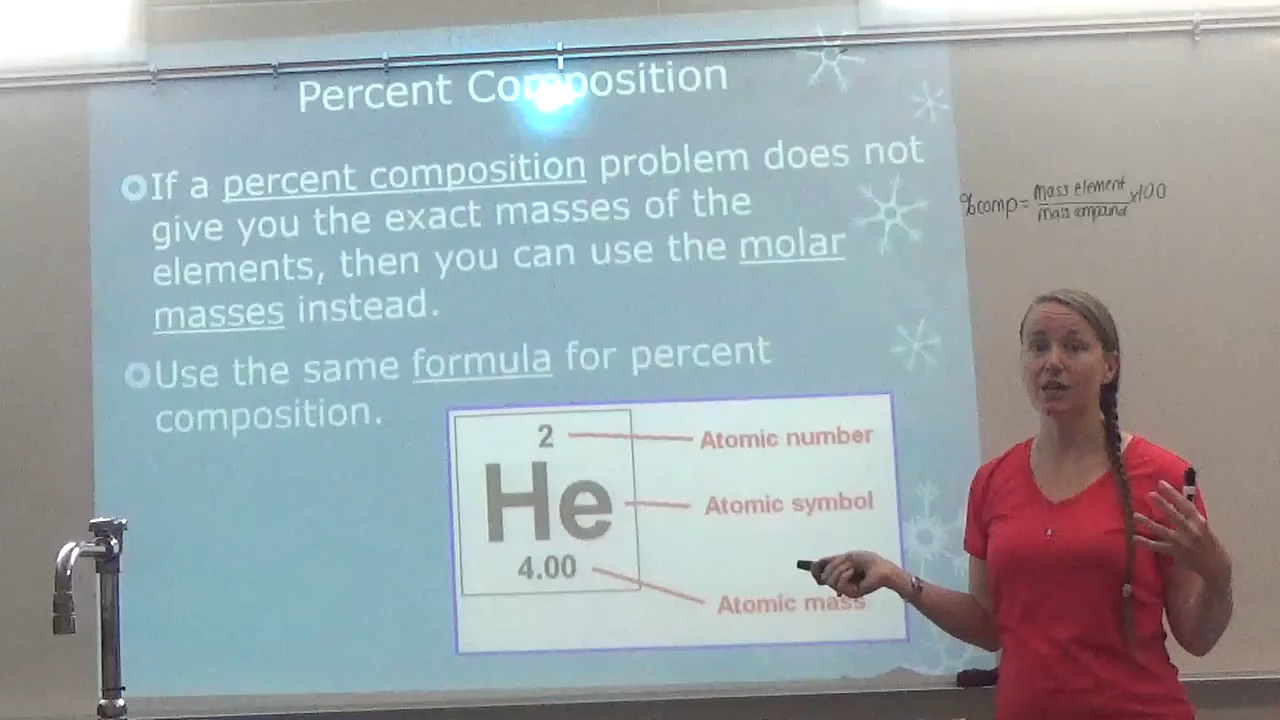 Percent Composition
If a percent composition problem does not
give you the exact masses of the
elements, then you can use the molar
masses instead.
Use the same formula for percent
composition.
2
Atomic number
He
Atomic symbol
4.00
Atomic mass
%comp = mass element / mass compound x100